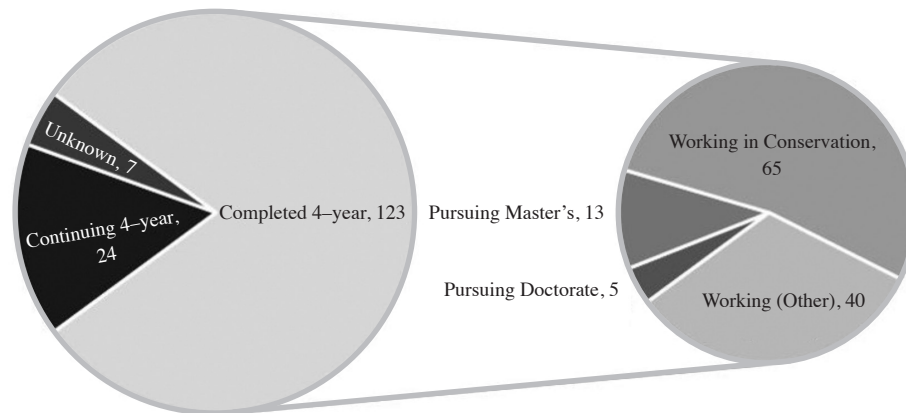 Unknown, 7
Continuing 4–year,
24
Completed 4–year, 123
Pursuing Master’s, 13
Pursuing Doctorate, 5
Working in Conservation,
65
Working (Other), 40